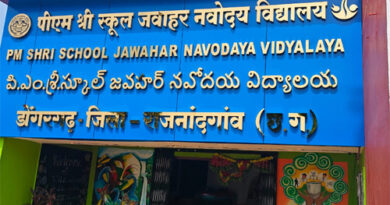 पीएम श्री स्कूल जवाहर नवोदय विद्यालय
PM SHRI SCHOOL JAWAHAR NAVODAYA VIDYALAYA
పి.ఎం.శ్రీ.స్కూల్ జవహర్ నవోదయ విద్యాలయ
डोंगरगढ़ - जिला - राजनांदगांव (छ.ग.)